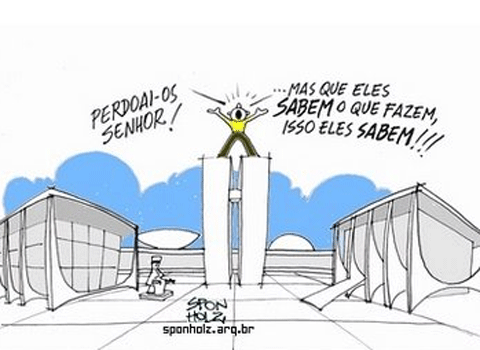 PERDOAI-OS
SENHOR!
...MAS QUE ELES
SABEM O QUE FAZEM,
ISSO ELES SABEM!!!
SPON
HOLZ
sponholz.arq.br